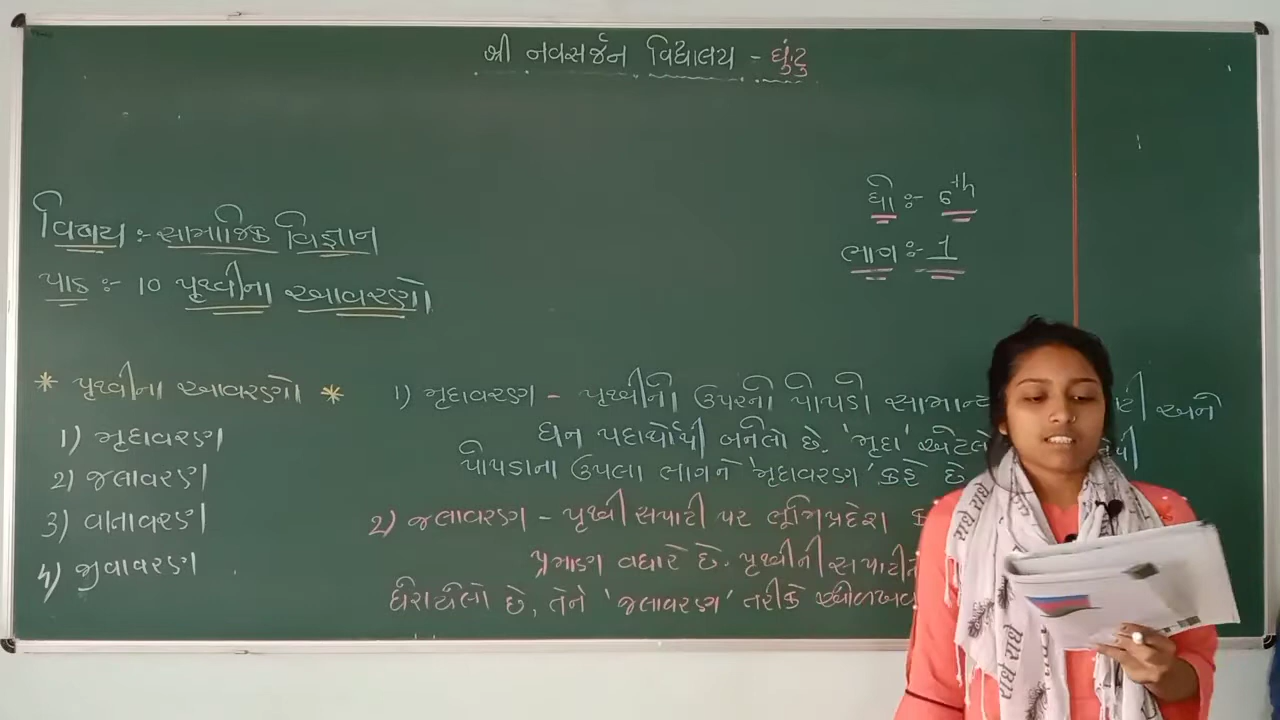 શ્રી નવસર્જન વિદ્યાલય - ઘુંટુ
ધો :- 6th
ભાગ :- 1
વિષય :- સામાજિક વિજ્ઞાન
પાઠ :- 10 પૃથ્વીના આવરણો
* પૃથ્વીના આવરણો *
1) મૃદાવરણ
2) જલાવરણ
3) વાતાવરણ
4) જીવાવરણ
1) મૃદાવરણ - પૃથ્વીની ઉપરનો પોપડો અને
ઘન પદાર્થોથી બનેલો છે. 'મૃદા' એટલે
પોપડાના ઉપલા ભાગને 'મૃદાવરણ' કહે છે
2) જલાવરણ - પૃથ્વી સપાટી પર ભૂમિપ્રદેશ
પ્રમાણ વધારે છે. પૃથ્વીની સપાટીનો
ઘેરાયેલો છે, તેને 'જલાવરણ' તરીકે
રાધે રાધે